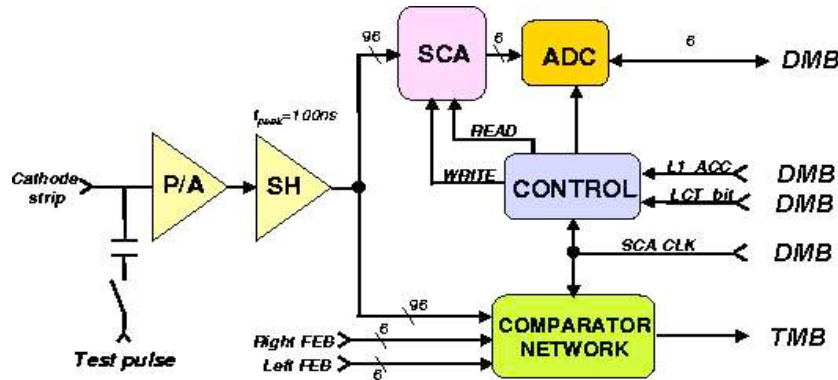 96
SCA
6
ADC
6
DMB
tpeak=100ns
READ
Cathode strip
P/A
SH
WRITE
CONTROL
L1_ACC
DMB
LCT_bit
DMB
SCA CLK
DMB
96
COMPARATOR
NETWORK
TMB
Right FEB
6
Left FEB
6
Test pulse